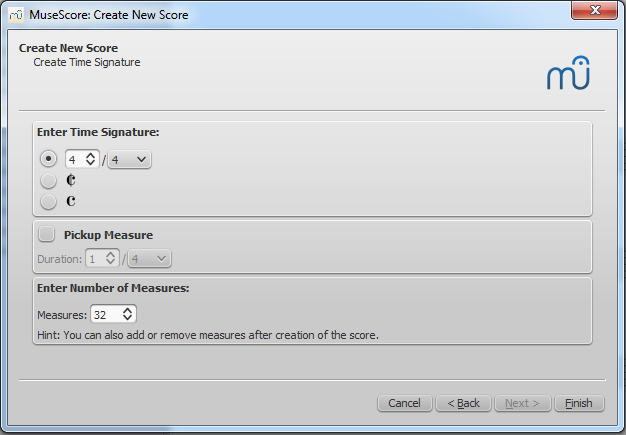 MuseScore: Create New Score
Create New Score
Create Time Signature
Enter Time Signature:
4 / 4
¢
C
Pickup Measure
Duration: 1 / 4
Enter Number of Measures:
Measures: 32
Hint: You can also add or remove measures after creation of the score.
Cancel < Back Next > Finish